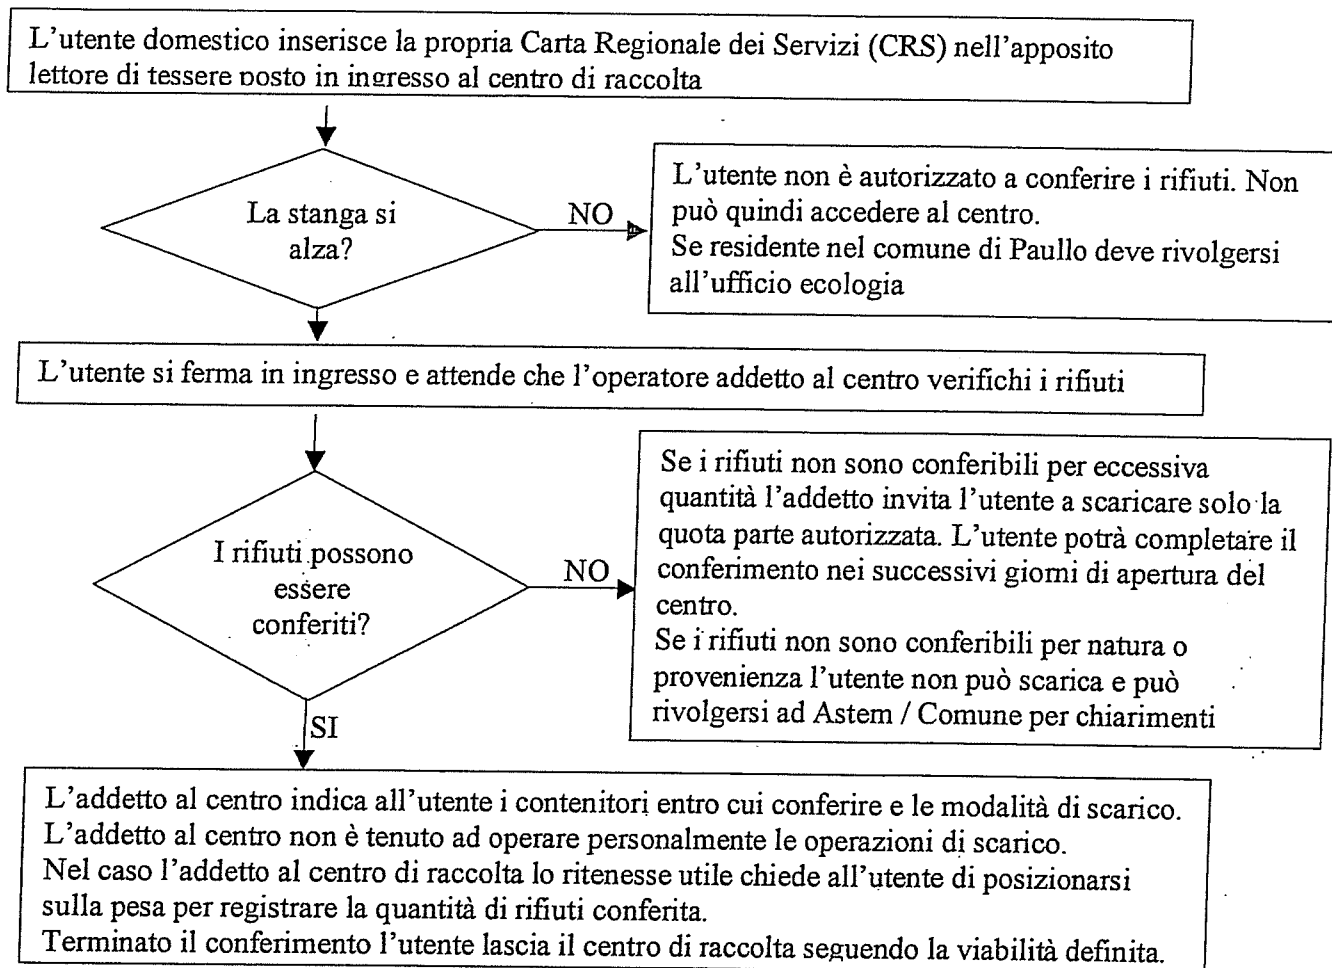 L'utente domestico inserisce la propria Carta Regionale dei Servizi (CRS) nell'apposito
lettore di tessere posto in ingresso al centro di raccolta
La stanga si
alza?
NO
L'utente non è autorizzato a conferire i rifiuti. Non
può quindi accedere al centro.
Se residente nel comune di Paullo deve rivolgersi
all'ufficio ecologia
L'utente si ferma in ingresso e attende che l'operatore addetto al centro verifichi i rifiuti
I rifiuti possono
essere
conferiti?
NO
Se i rifiuti non sono conferibili per eccessiva
quantità l'addetto invita l'utente a scaricare solo la
quota parte autorizzata. L'utente potrà completare il
conferimento nei successivi giorni di apertura del
centro.
Se i rifiuti non sono conferibili per natura o
provenienza l'utente non può scarica e può
rivolgersi ad Astem / Comune per chiarimenti
SI
L'addetto al centro indica all'utente i contenitori entro cui conferire e le modalità di scarico.
L'addetto al centro non è tenuto ad operare personalmente le operazioni di scarico.
Nel caso l'addetto al centro di raccolta lo ritenesse utile chiede all'utente di posizionarsi
sulla pesa per registrare la quantità di rifiuti conferita.
Terminato il conferimento l'utente lascia il centro di raccolta seguendo la viabilità definita.